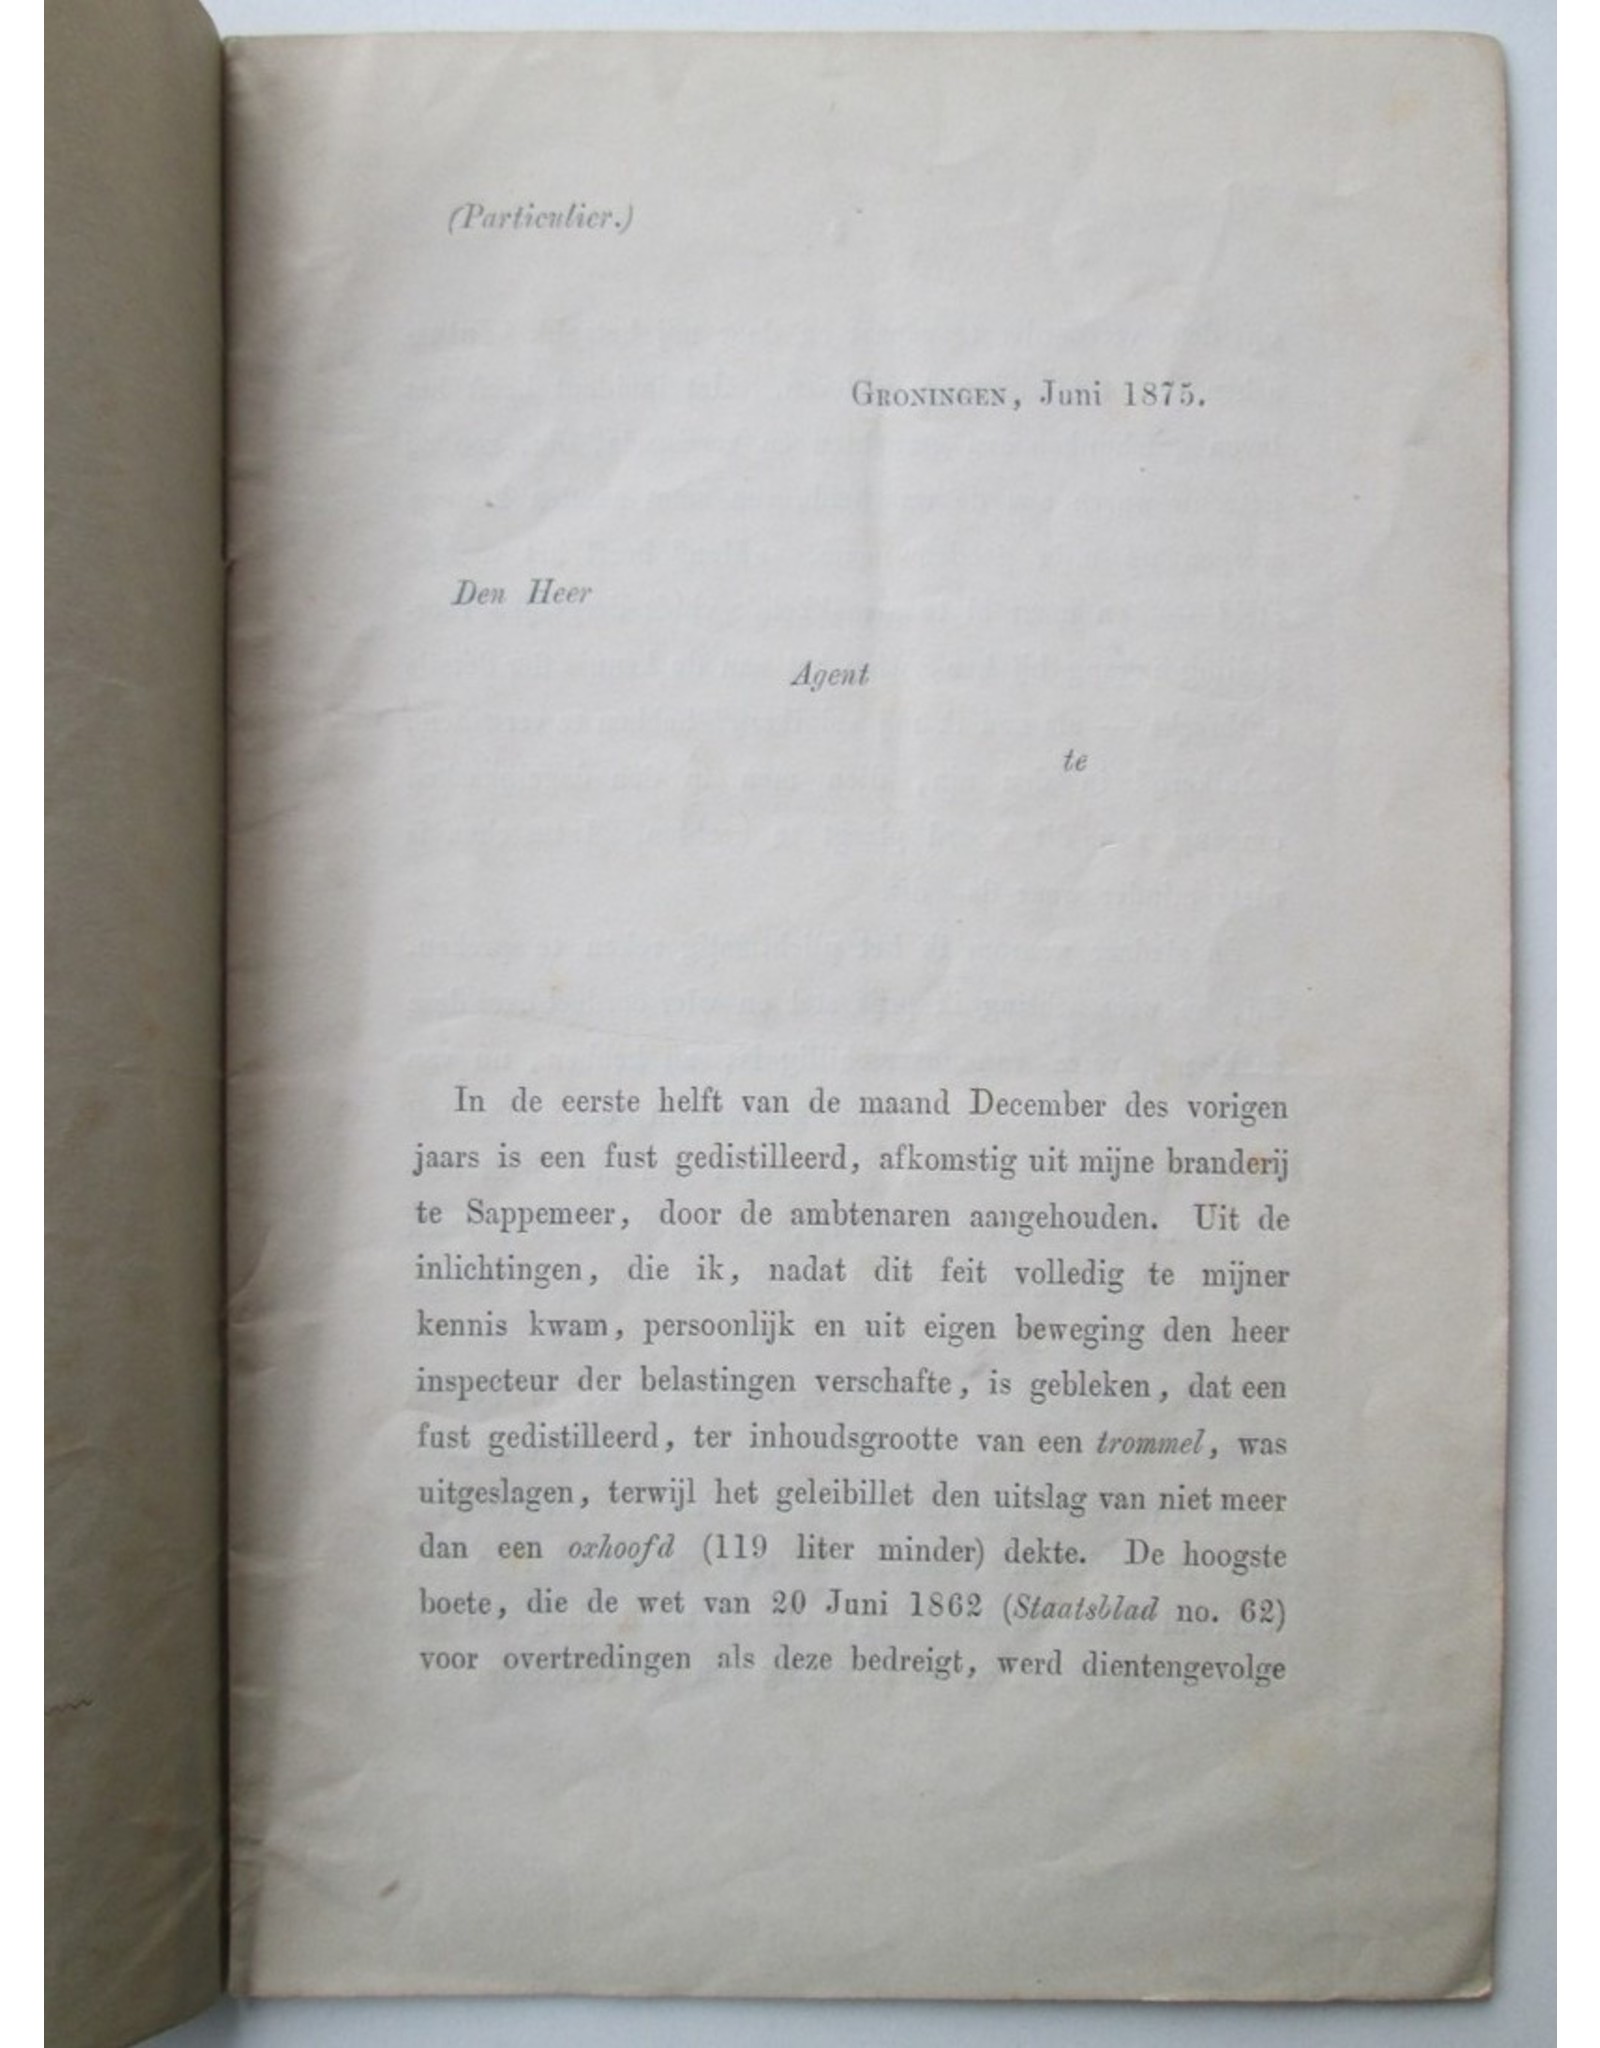 (Particulier.)
GRONINGEN, Juni 1875.
Den Heer
Agent
te
In de eerste helft van de maand December des vorigen
jaars is een fust gedistilleerd, afkomstig uit mijne branderij
te Sappemeer, door de ambtenaren aangehouden. Uit de
inlichtingen, die ik, nadat dit feit volledig te mijner
kennis kwam, persoonlijk en uit eigen beweging den heer
inspecteur der belastingen verschafte, is gebleken, dat een
fust gedistilleerd, ter inhoudsgrootte van een trommel, was
uitgeslagen, terwijl het geleibillet den uitslag van niet meer
dan een oxhoofd (119 liter minder) dekte. De hoogste
boete, die de wet van 20 Juni 1862 (Staatsblad no. 62)
voor overtredingen als deze bedreigt, werd dientengevolge